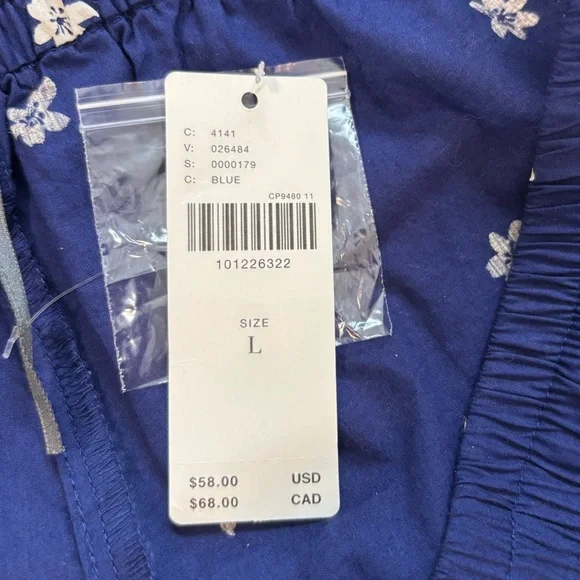 C: 4141
V: 026484
S: 0000179
C: BLUE
CP9480 11
101226322
SIZE
L
$58.00 USD
$68.00 CAD